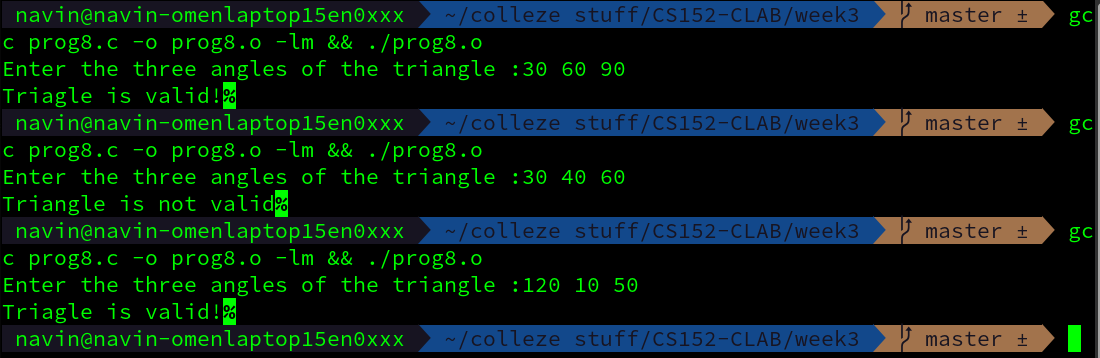 navin@navin-omenlaptop15en0xxx ~/colleze stuff/CS152-CLAB/week3 master ± gc
c prog8.c -o prog8.o -lm && ./prog8.o
Enter the three angles of the triangle :30 60 90
Triagle is valid!%
navin@navin-omenlaptop15en0xxx ~/colleze stuff/CS152-CLAB/week3 master ± gc
c prog8.c -o prog8.o -lm && ./prog8.o
Enter the three angles of the triangle :30 40 60
Triangle is not valid%
navin@navin-omenlaptop15en0xxx ~/colleze stuff/CS152-CLAB/week3 master ± gc
c prog8.c -o prog8.o -lm && ./prog8.o
Enter the three angles of the triangle :120 10 50
Triagle is valid!%
navin@navin-omenlaptop15en0xxx ~/colleze stuff/CS152-CLAB/week3 master ±